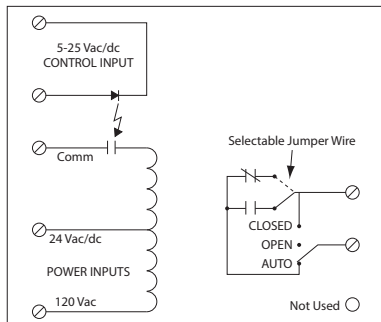 5-25 Vac/dc
CONTROL INPUT
Comm
24 Vac/dc
POWER INPUTS
120 Vac
Selectable Jumper Wire
CLOSED
OPEN
AUTO
Not Used